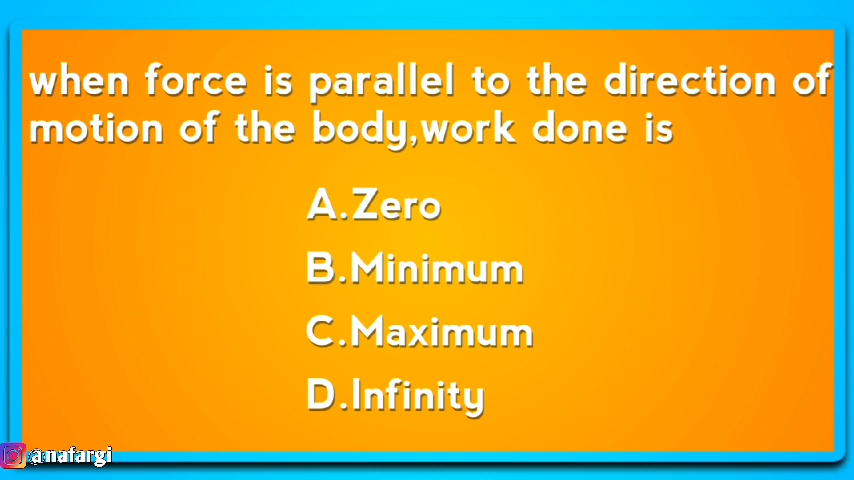 when force is parallel to the direction of
motion of the body,work done is
A.Zero
B.Minimum
C.Maximum
D.Infinity
anafargi